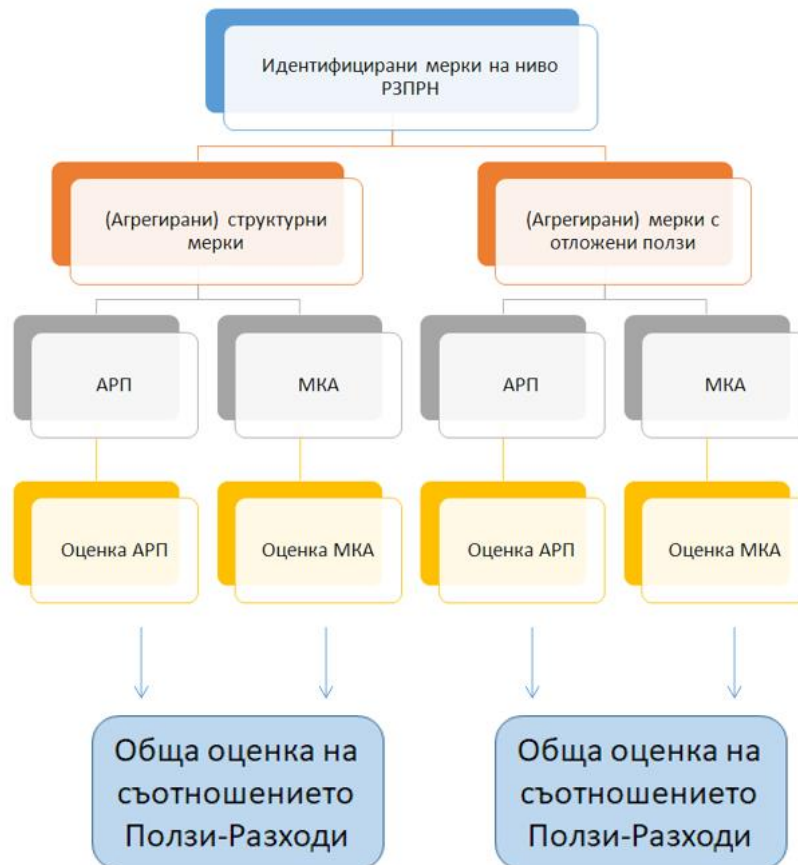 Идентифицирани мерки на ниво
РЗПРН
(Агрегирани) структурни
мерки
(Агрегирани) мерки с
отложени ползи
АРП
МКА
АРП
МКА
Оценка АРП
Оценка МКА
Оценка АРП
Оценка МКА
Обща оценка на
съотношението
Ползи-Разходи
Обща оценка на
съотношението
Ползи-Разходи